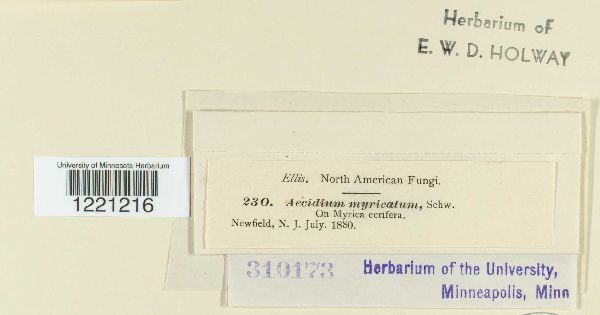 Herbarium of
E. W. D. HOLWAY
University of Minnesota Herbarium
1221216
Ellis. North American Fungi.
230. Aecidium myricatum, Schw.
On Myrica cerifera.
Newfield, N. J. July. 1880.
310173
Herbarium of the University,
Minneapolis, Minn